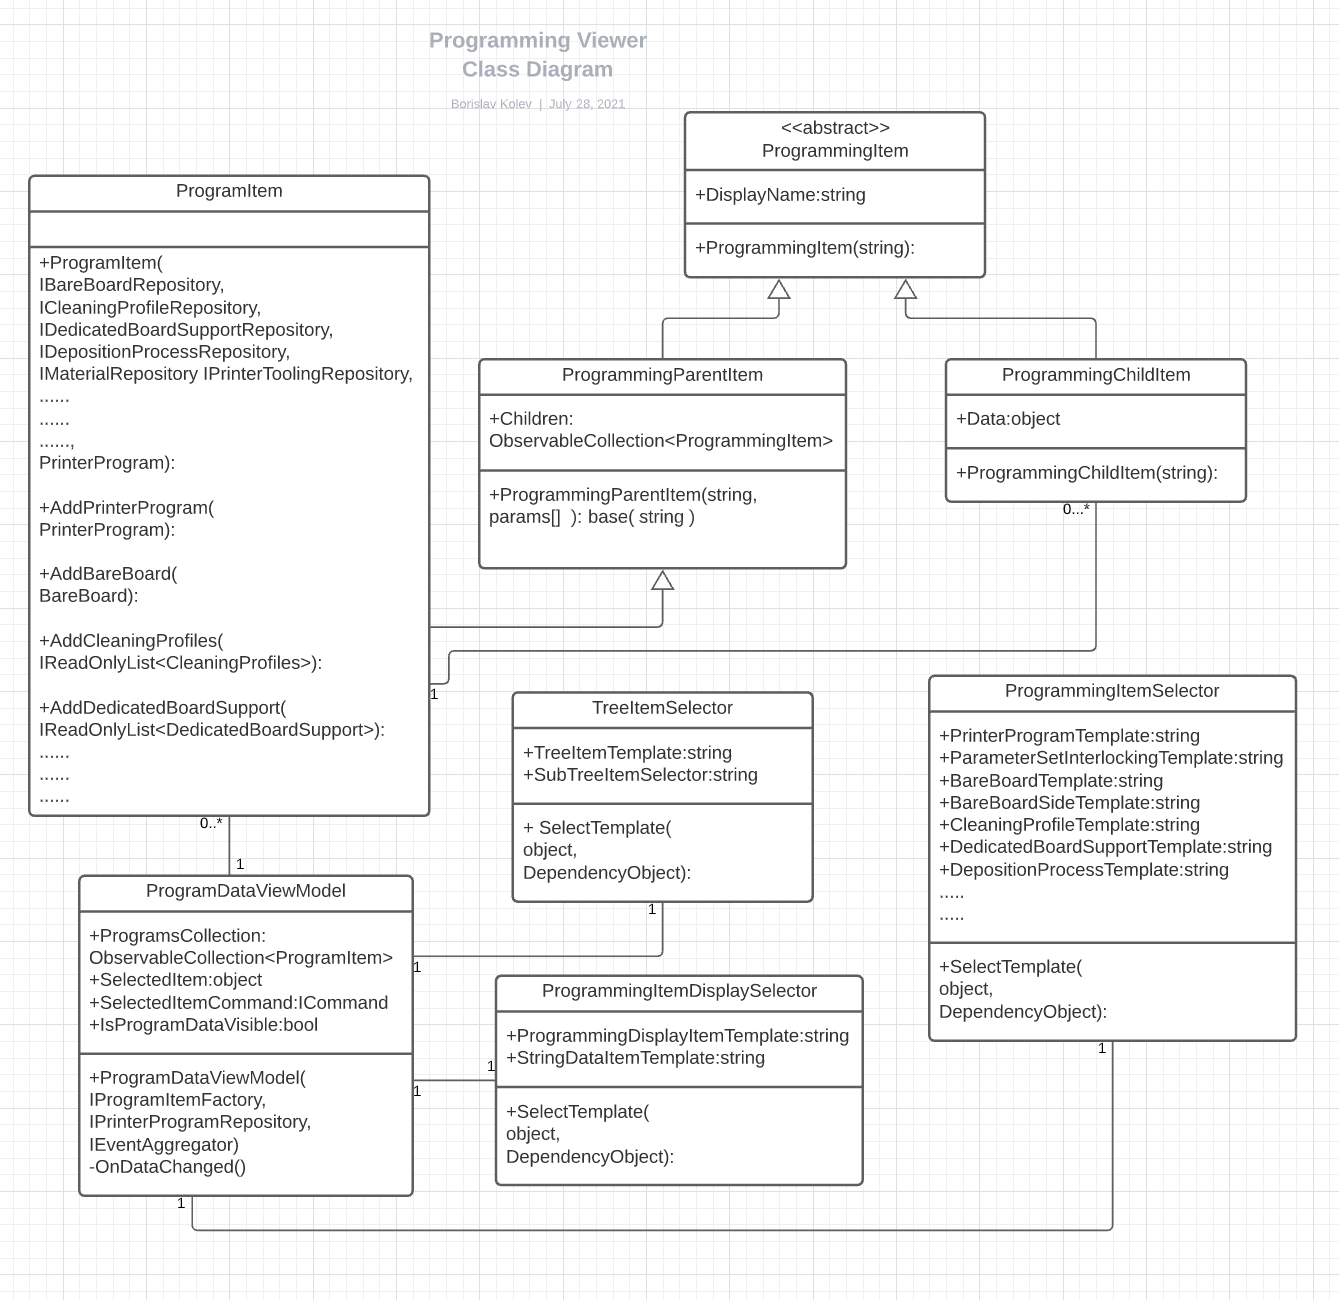 Programming Viewer
Class Diagram
Borislav Kolev | July 28, 2021
<<abstract>>
ProgrammingItem
+DisplayName:string
+ProgrammingItem(string):
ProgramItem
+ProgramItem(
IBareBoardRepository,
ICleaningProfileRepository,
IDedicatedBoardSupportRepository,
IDepositionProcessRepository,
IMaterialRepository IPrinterToolingRepository,
......
......
......,
PrinterProgram):
+AddPrinterProgram(
PrinterProgram):
+AddBareBoard(
BareBoard):
+AddCleaningProfiles(
IReadOnlyList<CleaningProfiles>):
+AddDedicatedBoardSupport(
IReadOnlyList<DedicatedBoardSupport>):
......
......
......
0..*
1
1
ProgrammingParentItem
+Children:
ObservableCollection<ProgrammingItem>
+ProgrammingParentItem(string,
params[]  ): base( string )
ProgrammingChildItem
+Data:object
+ProgrammingChildItem(string):
0...*
TreeItemSelector
+TreeItemTemplate:string
+SubTreeItemSelector:string
+ SelectTemplate(
object,
DependencyObject):
1
ProgrammingItemSelector
+PrinterProgramTemplate:string
+ParameterSetInterlockingTemplate:string
+BareBoardTemplate:string
+BareBoardSideTemplate:string
+CleaningProfileTemplate:string
+DedicatedBoardSupportTemplate:string
+DepositionProcessTemplate:string
.....
.....
+SelectTemplate(
object,
DependencyObject):
1
ProgramDataViewModel
+ProgramsCollection:
ObservableCollection<ProgramItem>
+SelectedItem:object
+SelectedItemCommand:ICommand
+IsProgramDataVisible:bool
+ProgramDataViewModel(
IProgramItemFactory,
IPrinterProgramRepository,
IEventAggregator)
-OnDataChanged()
1
1
1
1
ProgrammingItemDisplaySelector
+ProgrammingDisplayItemTemplate:string
+StringDataItemTemplate:string
+SelectTemplate(
object,
DependencyObject):